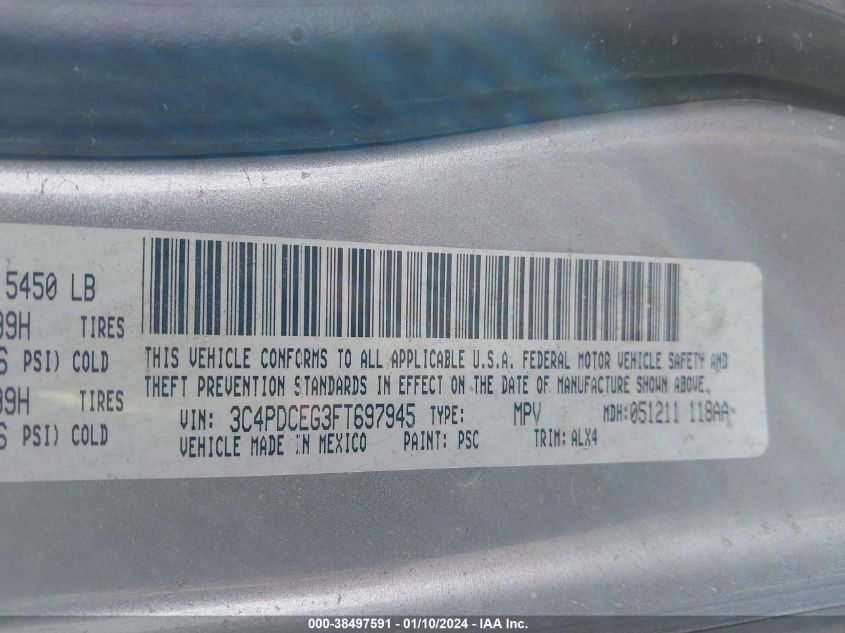 5450 LB
99H TIRES
PSI) COLD
99H TIRES
PSI) COLD
THIS VEHICLE CONFORMS TO ALL APPLICABLE U.S.A. FEDERAL MOTOR VEHICLE SAFETY AND
THEFT PREVENTION STANDARDS IN EFFECT ON THE DATE OF MANUFACTURE SHOWN ABOVE.
VIN: 3C4PDCEG3FT697945 TYPE: MPV MDH:051211 118AA
VEHICLE MADE IN MEXICO PAINT: PSC TRIM: ALX4
000-38497591 - 01/10/2024 - IAA Inc.